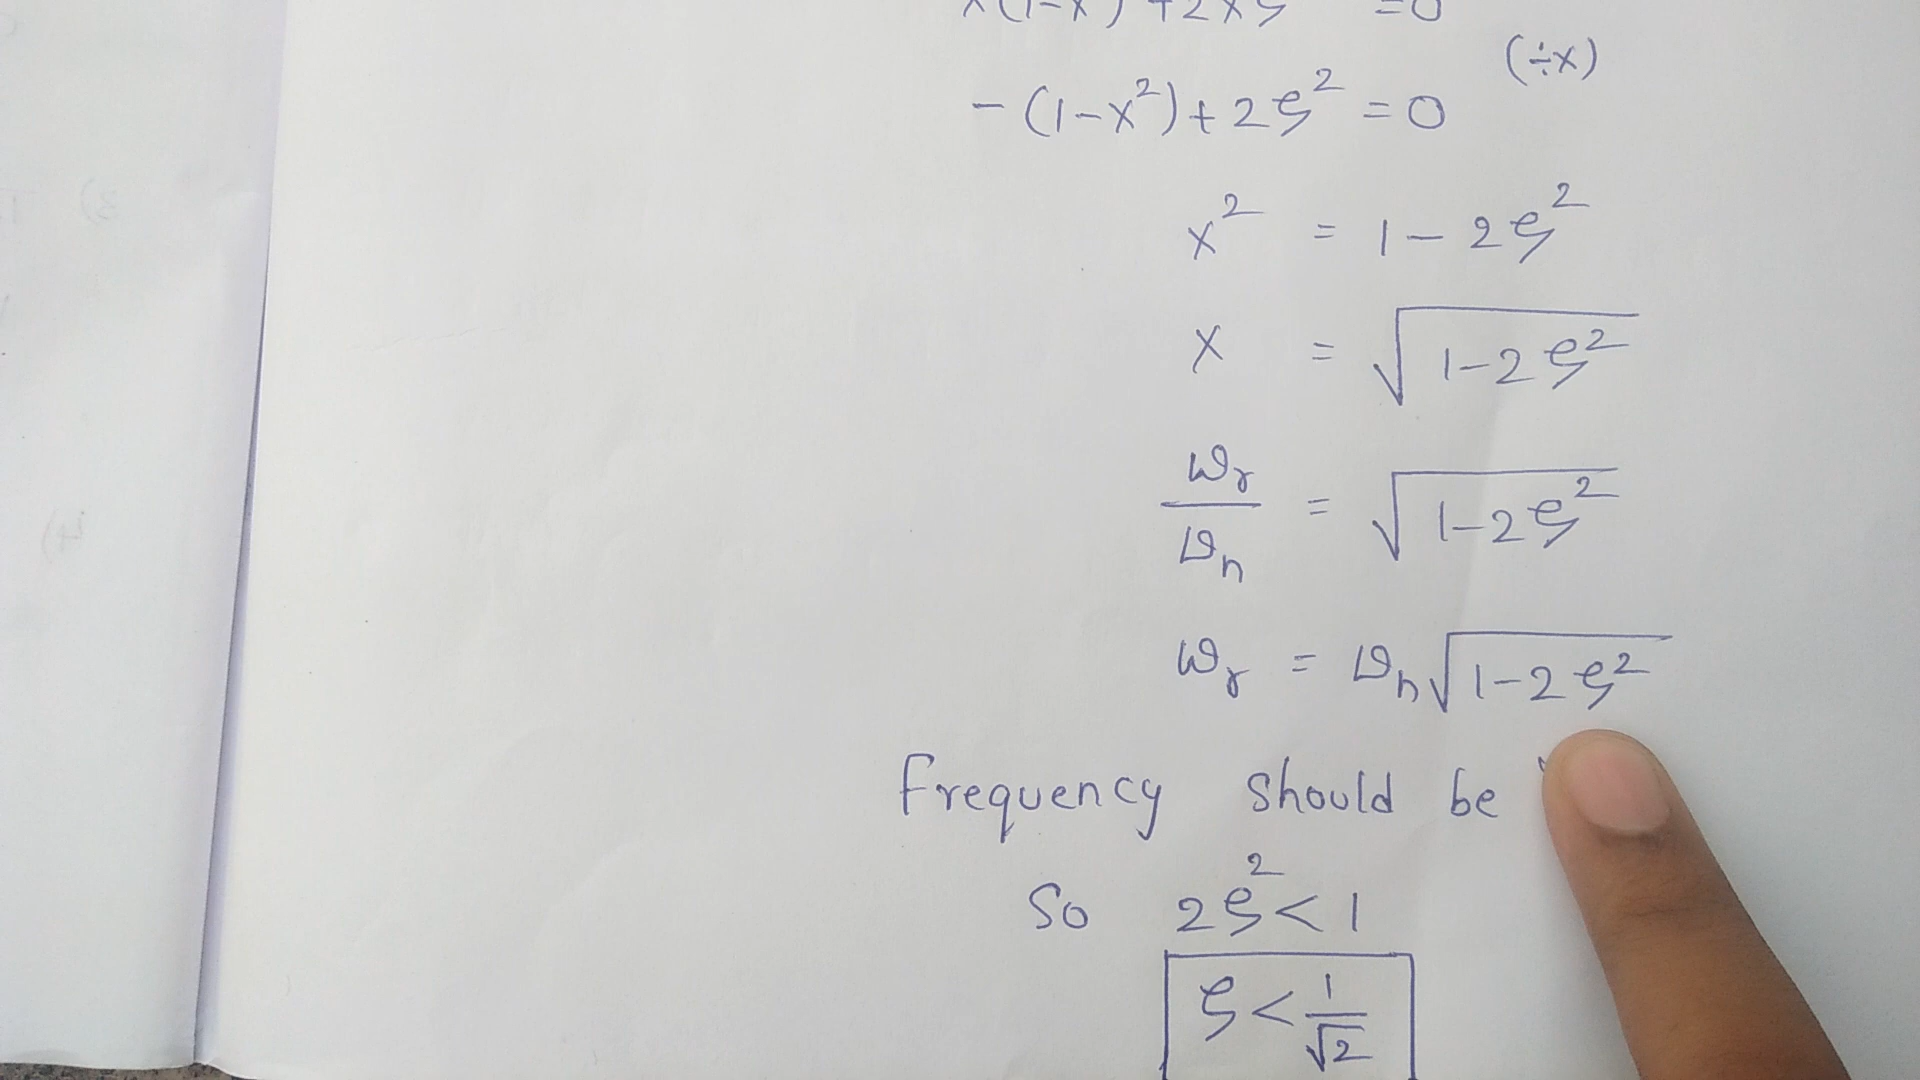 (÷x)
-(1-x²)+2ξ² = 0
x² = 1-2ξ²
x = √1-2ξ²
ωr/ωn = √1-2ξ²
ωr = ωn√1-2ξ²
Frequency should be
So 2ξ² < 1
ξ < 1/√2